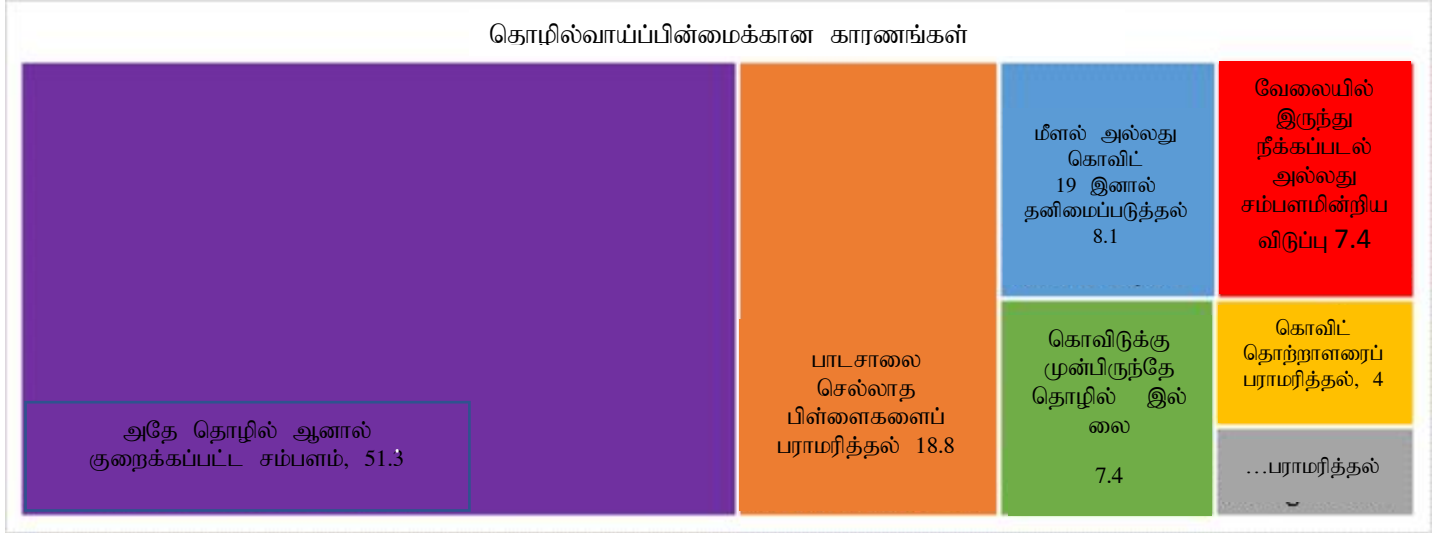 தொழில்வாய்ப்பின்மைக்கான காரணங்கள்
அதே தொழில் ஆனால்
குறைக்கப்பட்ட சம்பளம், 51.3
பாடசாலை
செல்லாத
பிள்ளைகளைப்
பராமரித்தல் 18.8
மீளல் அல்லது
கொவிட்
19 இனால்
தனிமைப்படுத்தல்
8.1
வேலையில்
இருந்து
நீக்கப்படல்
அல்லது
சம்பளமின்றிய
விடுப்பு 7.4
கொவிடுக்கு
முன்பிருந்தே
தொழில் இல்
லை
7.4
கொவிட்
தொற்றாளரைப்
பராமரித்தல், 4
...பராமரித்தல்